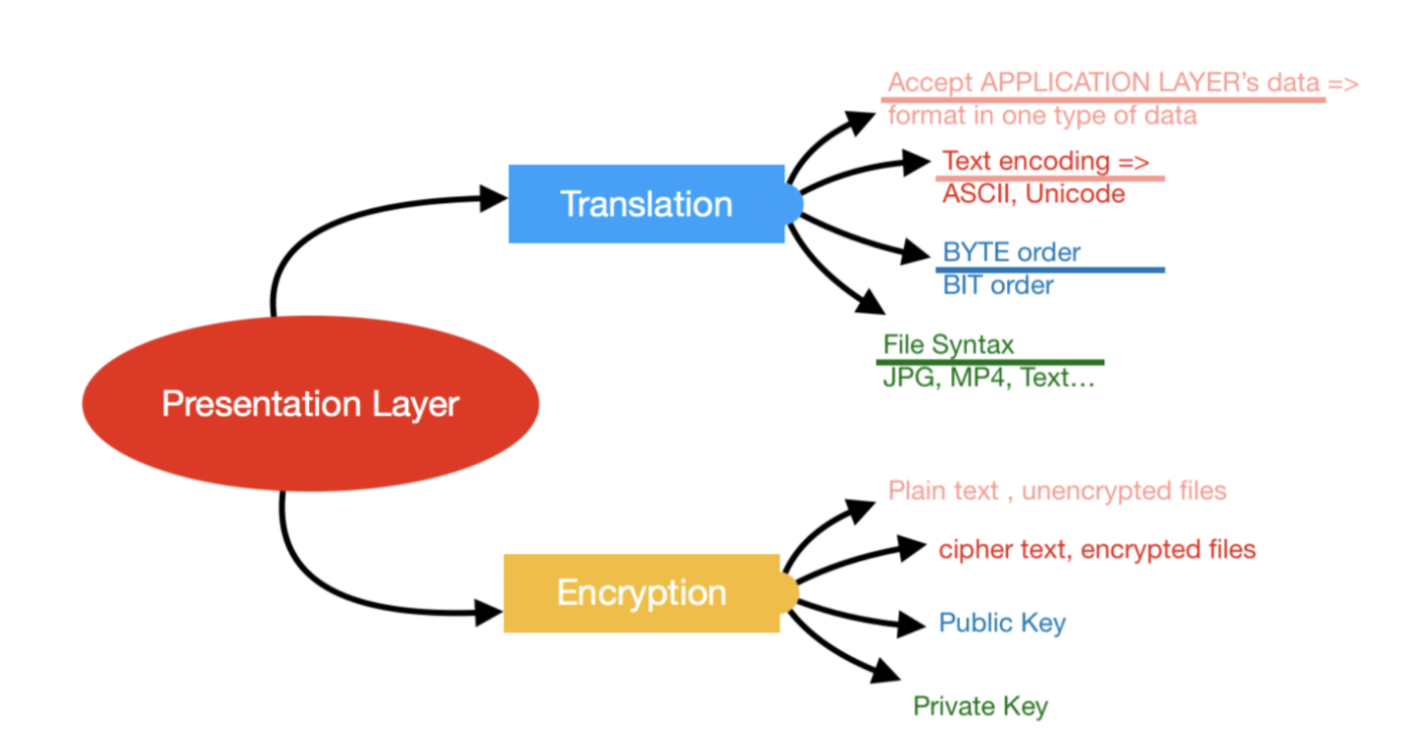 Accept APPLICATION LAYER's data =>
format in one type of data
Text encoding =>
ASCII, Unicode
Translation
BYTE order
BIT order
File Syntax
JPG, MP4, Text...
Presentation Layer
Plain text , unencrypted files
cipher text, encrypted files
Encryption
Public Key
Private Key